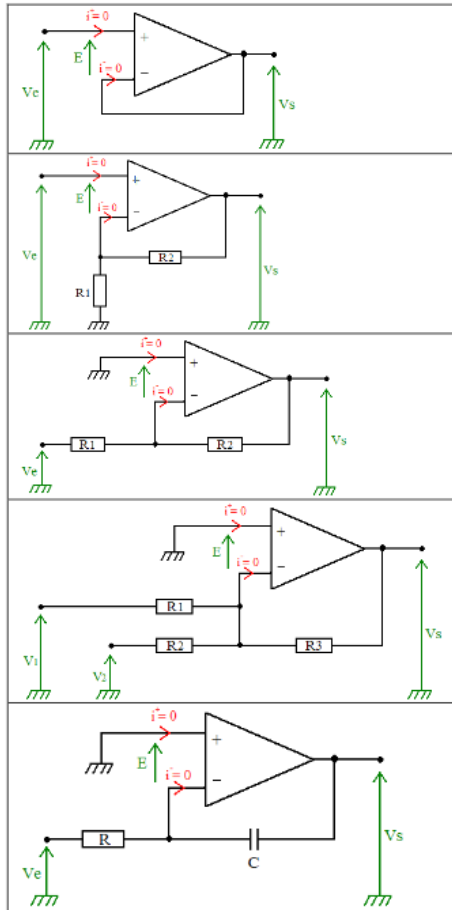 i⁺=0
+
E
i⁻=0
−
Ve
Vs
i⁺=0
+
E
i⁻=0
−
Ve
R2
Vs
R1
i⁺=0
+
E
i⁻=0
−
R1
R2
Ve
Vs
i⁺=0
+
E
i⁻=0
−
R1
R2
R3
V₁
V₂
Vs
i⁺=0
+
E
i⁻=0
−
R
C
Ve
Vs